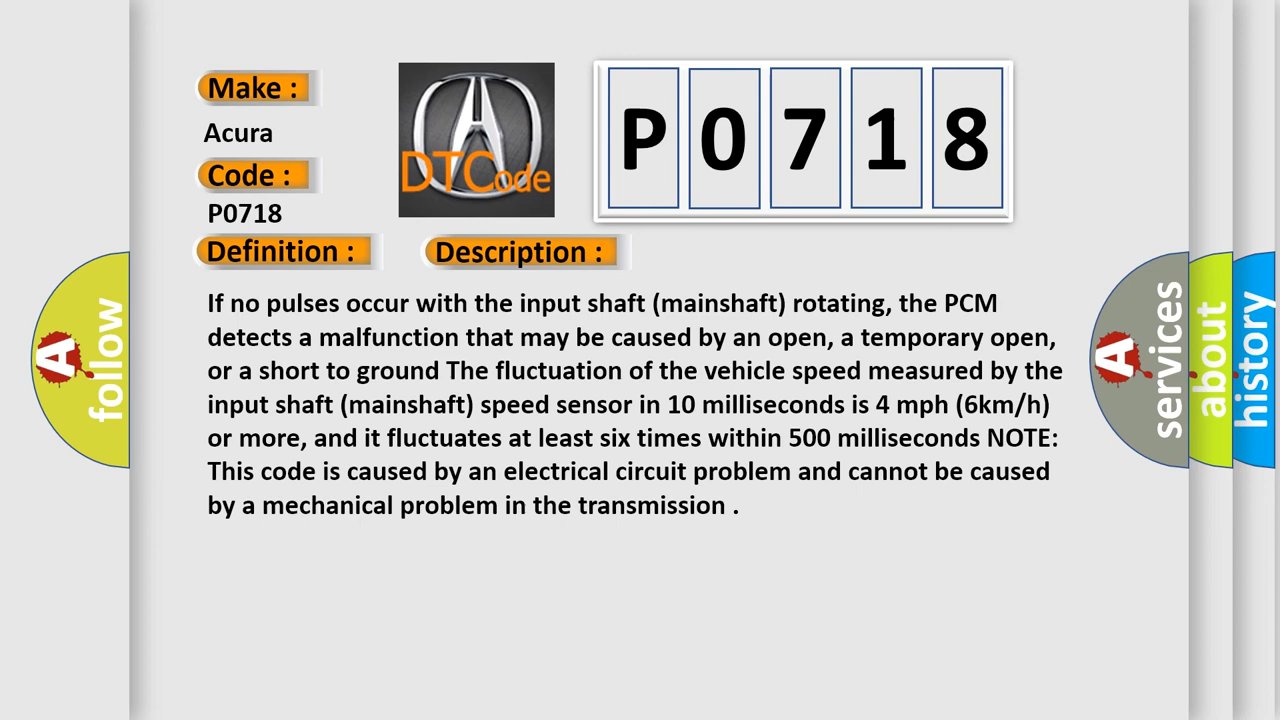 Make :
Acura
Code :
P0718
Definition :
Description :
DTCode
P0718
If no pulses occur with the input shaft (mainshaft) rotating, the PCM
detects a malfunction that may be caused by an open, a temporary open,
or a short to ground The fluctuation of the vehicle speed measured by the
input shaft (mainshaft) speed sensor in 10 milliseconds is 4 mph (6km/h)
or more, and it fluctuates at least six times within 500 milliseconds NOTE:
This code is caused by an electrical circuit problem and cannot be caused
by a mechanical problem in the transmission .
A
follow
A
services
about
history